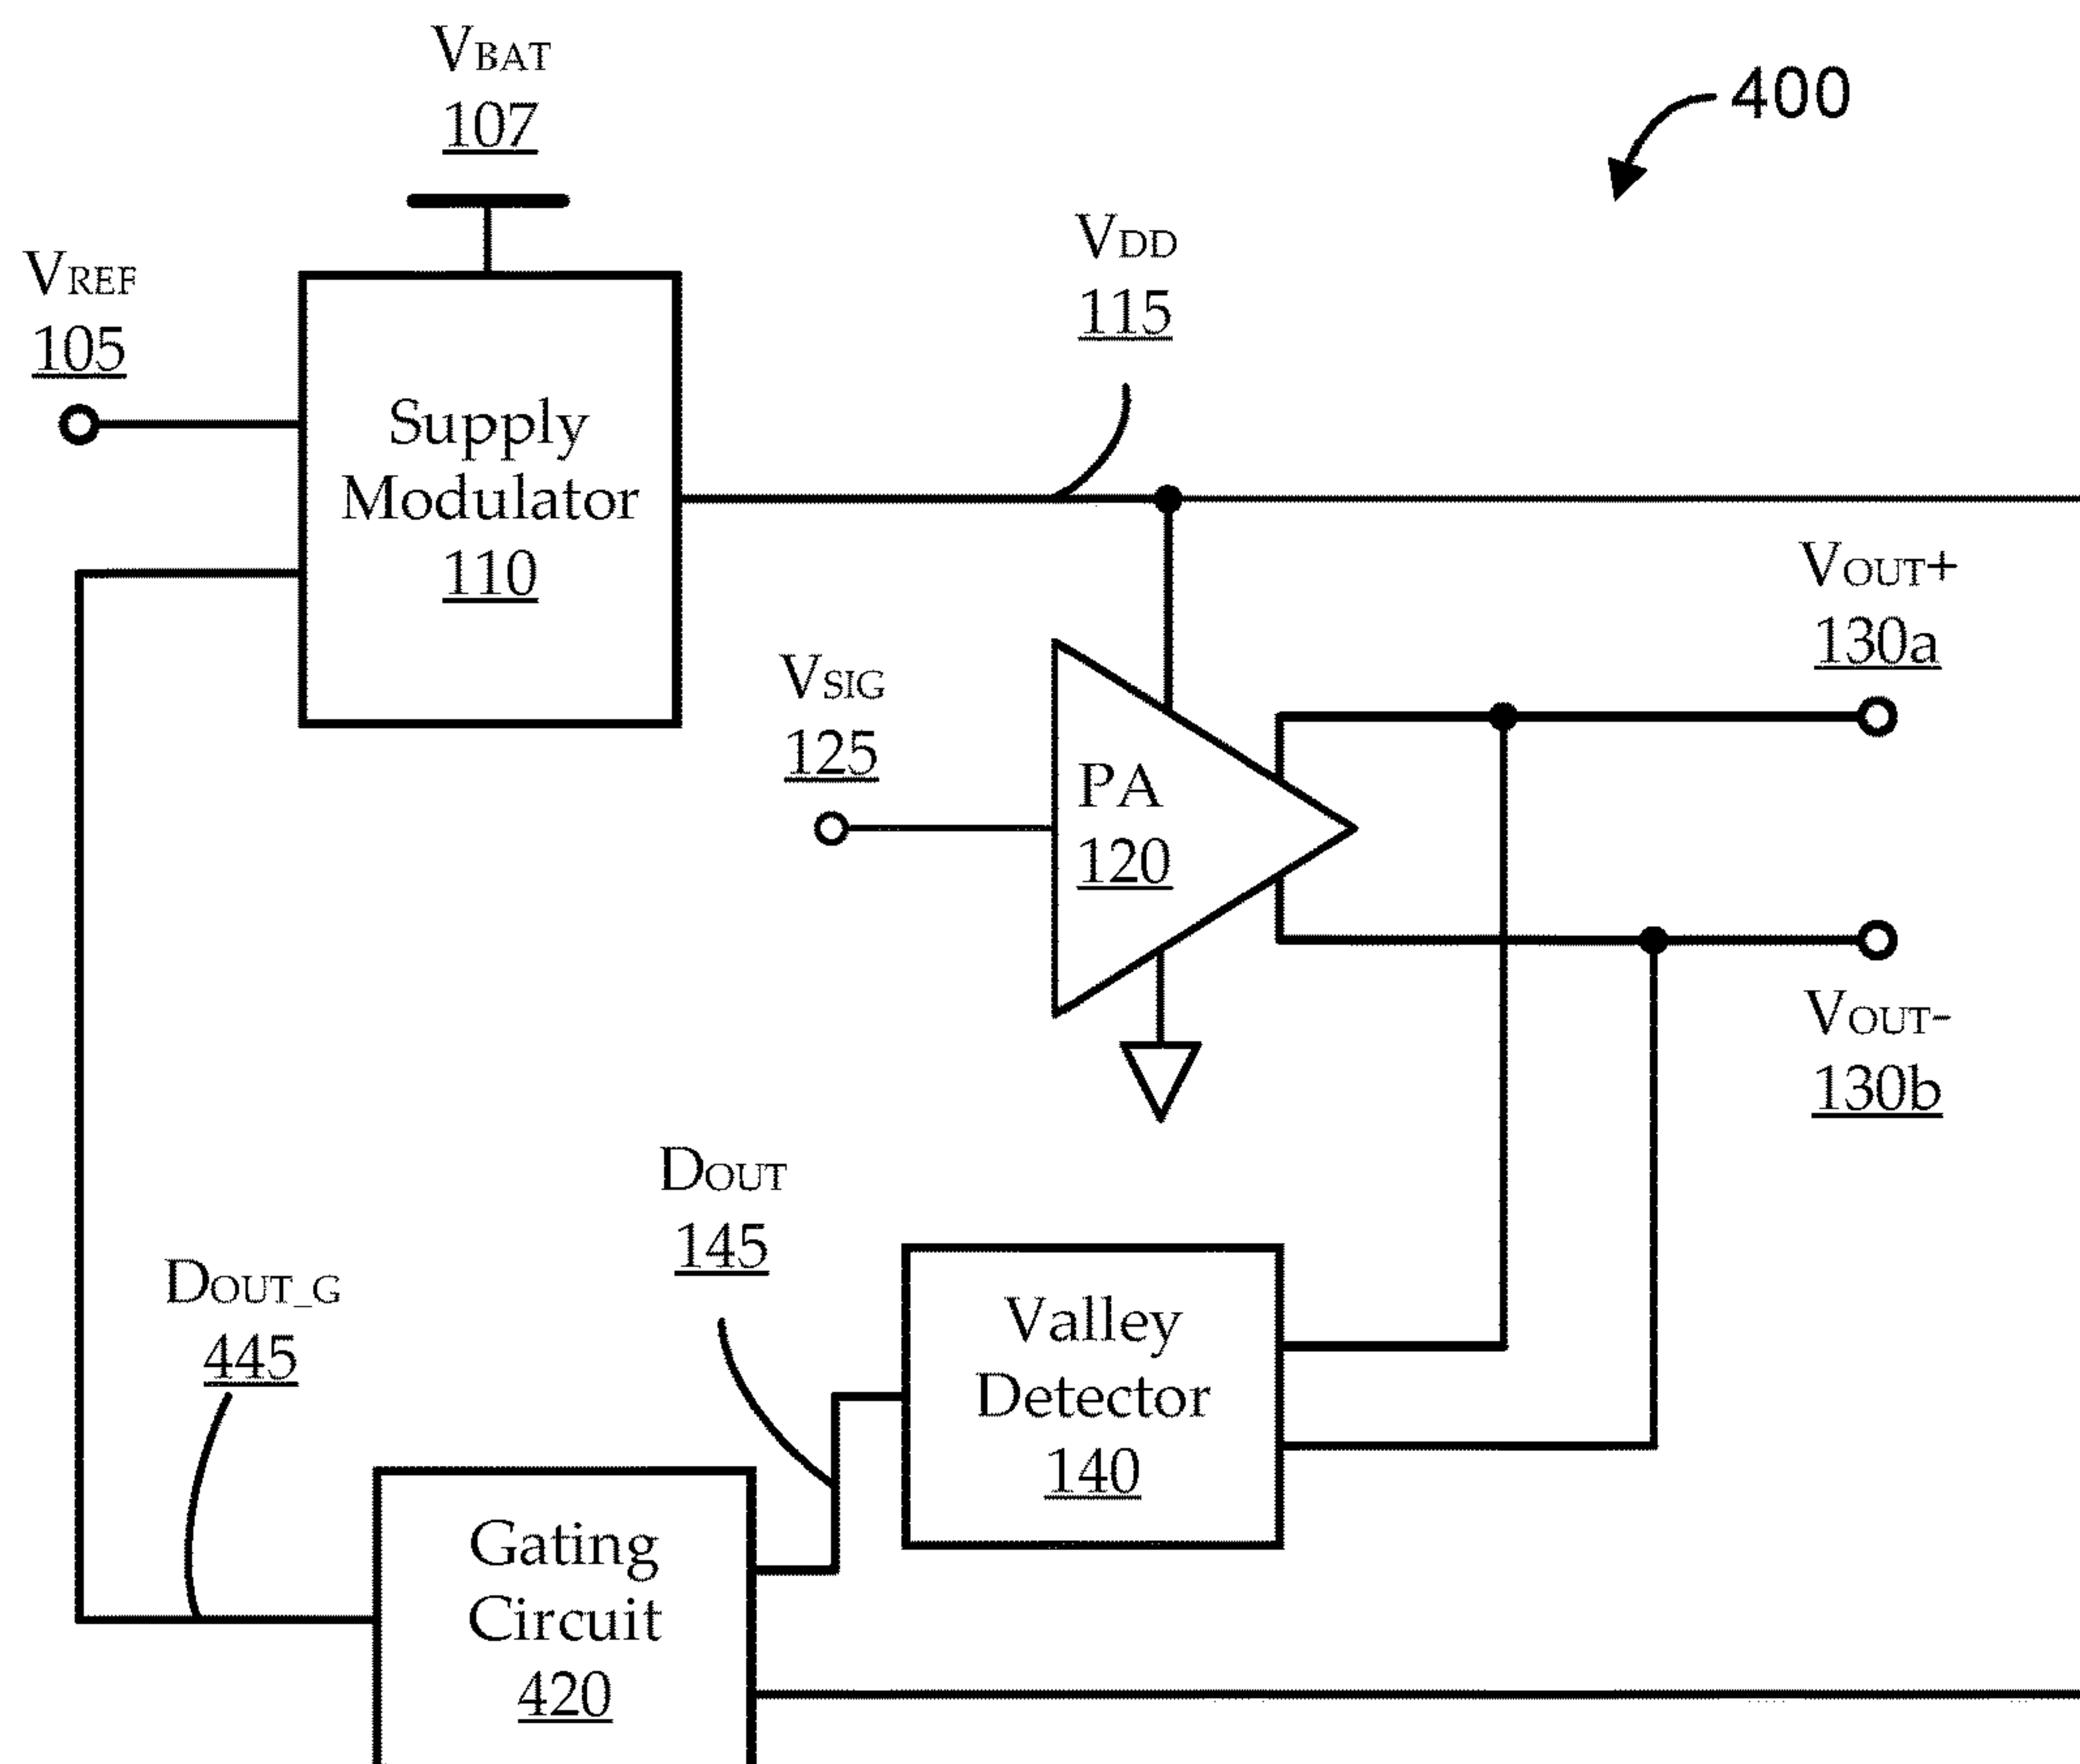 VBAT
107
400
VREF
105
VDD
115
Supply
Modulator
110
VOUT+
130a
VSIG
125
PA
120
VOUT-
130b
DOUT
145
DOUT_G
445
Valley
Detector
140
Gating
Circuit
420